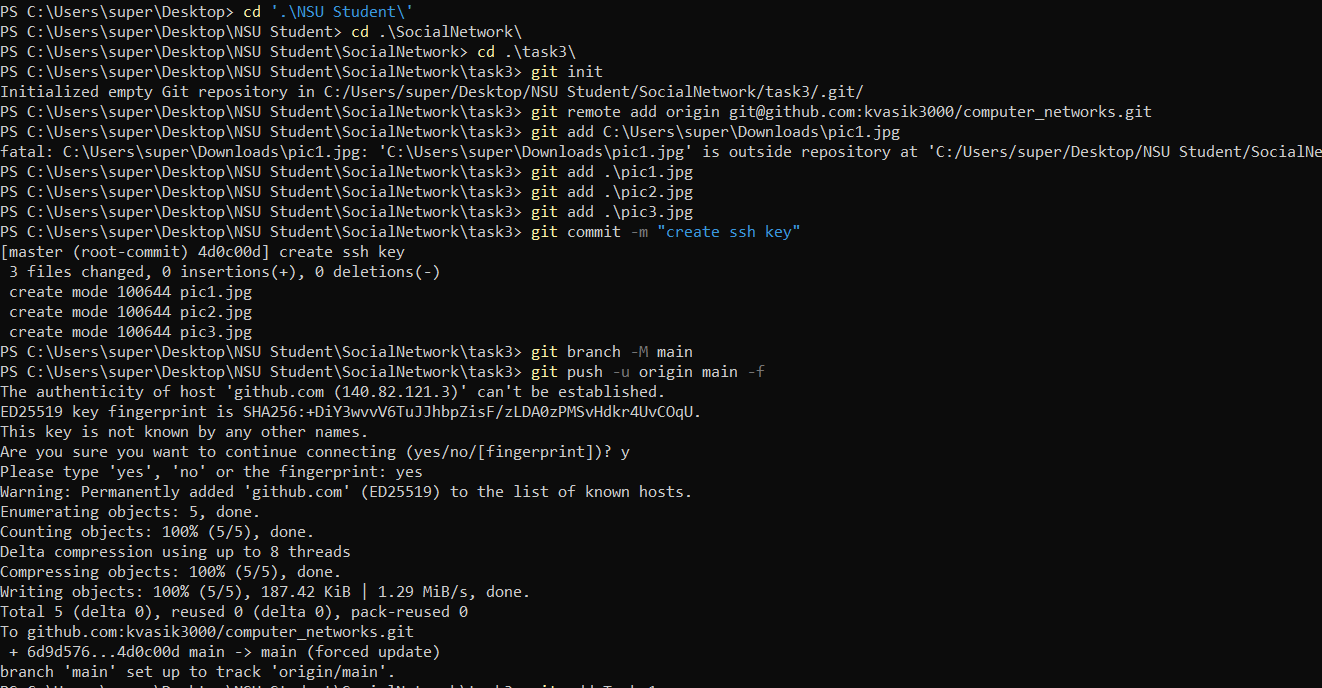 PS C:\Users\super\Desktop> cd '.\NSU Student\'
PS C:\Users\super\Desktop\NSU Student> cd .\SocialNetwork\
PS C:\Users\super\Desktop\NSU Student\SocialNetwork> cd .\task3\
PS C:\Users\super\Desktop\NSU Student\SocialNetwork\task3> git init
Initialized empty Git repository in C:/Users/super/Desktop/NSU Student/SocialNetwork/task3/.git/
PS C:\Users\super\Desktop\NSU Student\SocialNetwork\task3> git remote add origin git@github.com:kvasik3000/computer_networks.git
PS C:\Users\super\Desktop\NSU Student\SocialNetwork\task3> git add C:\Users\super\Downloads\pic1.jpg
fatal: C:\Users\super\Downloads\pic1.jpg: 'C:\Users\super\Downloads\pic1.jpg' is outside repository at 'C:/Users/super/Desktop/NSU Student/SocialNe
PS C:\Users\super\Desktop\NSU Student\SocialNetwork\task3> git add .\pic1.jpg
PS C:\Users\super\Desktop\NSU Student\SocialNetwork\task3> git add .\pic2.jpg
PS C:\Users\super\Desktop\NSU Student\SocialNetwork\task3> git add .\pic3.jpg
PS C:\Users\super\Desktop\NSU Student\SocialNetwork\task3> git commit -m "create ssh key"
[master (root-commit) 4d0c00d] create ssh key
 3 files changed, 0 insertions(+), 0 deletions(-)
 create mode 100644 pic1.jpg
 create mode 100644 pic2.jpg
 create mode 100644 pic3.jpg
PS C:\Users\super\Desktop\NSU Student\SocialNetwork\task3> git branch -M main
PS C:\Users\super\Desktop\NSU Student\SocialNetwork\task3> git push -u origin main -f
The authenticity of host 'github.com (140.82.121.3)' can't be established.
ED25519 key fingerprint is SHA256:+DiY3wvvV6TuJJhbpZisF/zLDA0zPMSvHdkr4UvCOqU.
This key is not known by any other names.
Are you sure you want to continue connecting (yes/no/[fingerprint])? y
Please type 'yes', 'no' or the fingerprint: yes
Warning: Permanently added 'github.com' (ED25519) to the list of known hosts.
Enumerating objects: 5, done.
Counting objects: 100% (5/5), done.
Delta compression using up to 8 threads
Compressing objects: 100% (5/5), done.
Writing objects: 100% (5/5), 187.42 KiB | 1.29 MiB/s, done.
Total 5 (delta 0), reused 0 (delta 0), pack-reused 0
To github.com:kvasik3000/computer_networks.git
 + 6d9d576...4d0c00d main -> main (forced update)
branch 'main' set up to track 'origin/main'.